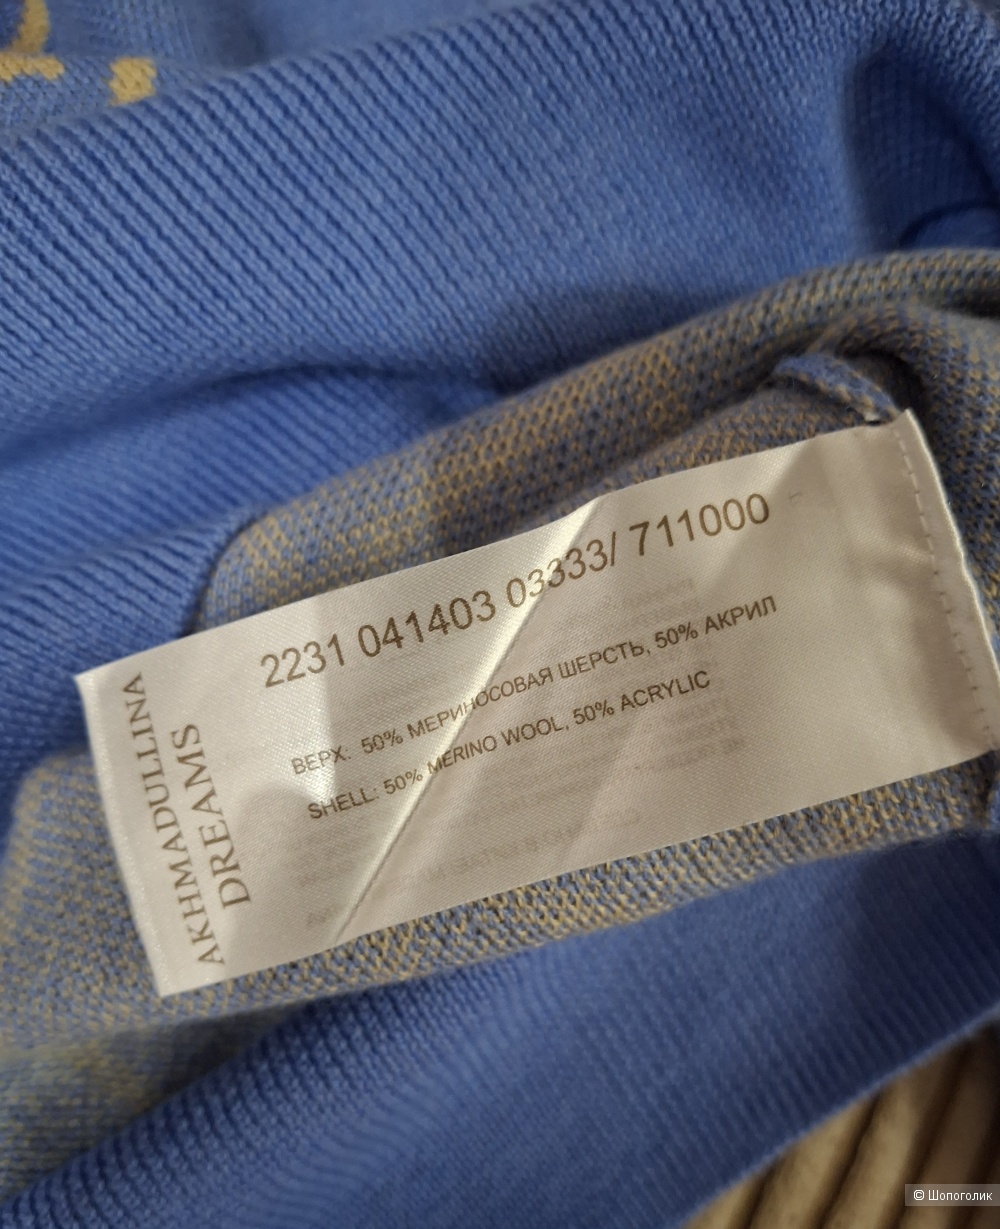 AKHMADULLINA
DREAMS
2231 041403 03333/ 711000
ВЕРХ: 50% МЕРИНОСОВАЯ ШЕРСТЬ, 50% АКРИЛ
SHELL: 50% MERINO WOOL, 50% ACRYLIC
© Шопоголик